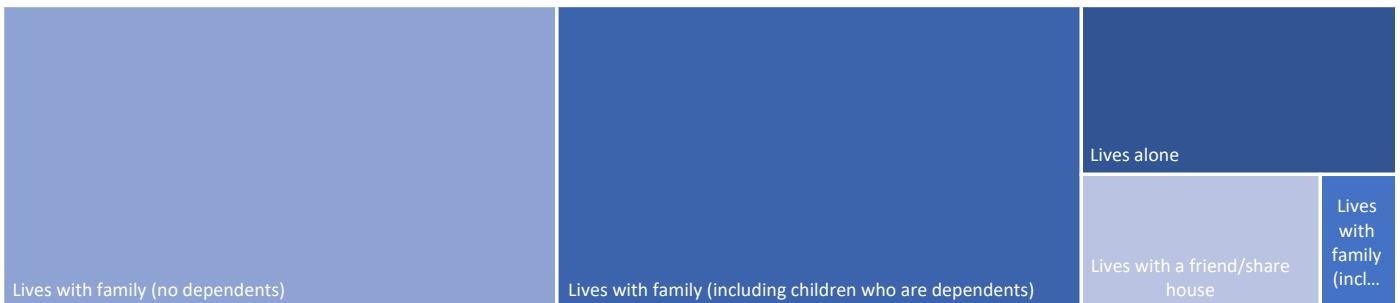 Lives with family (no dependents)
Lives with family (including children who are dependents)
Lives alone
Lives with a friend/share
house
Lives
with
family
(incl...